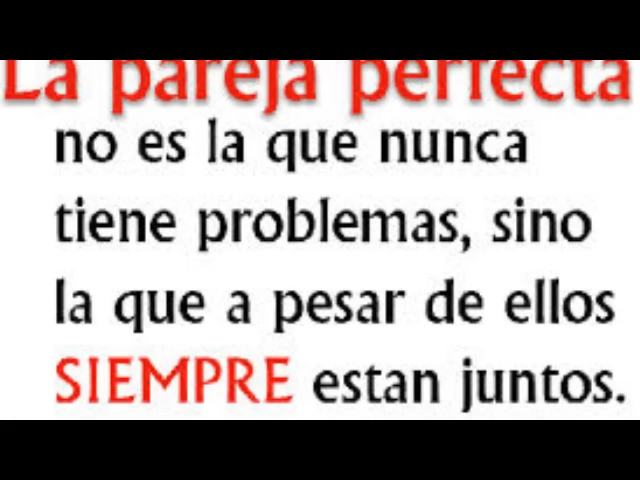 La pareja perfecta
no es la que nunca
tiene problemas, sino
la que a pesar de ellos
SIEMPRE estan juntos.